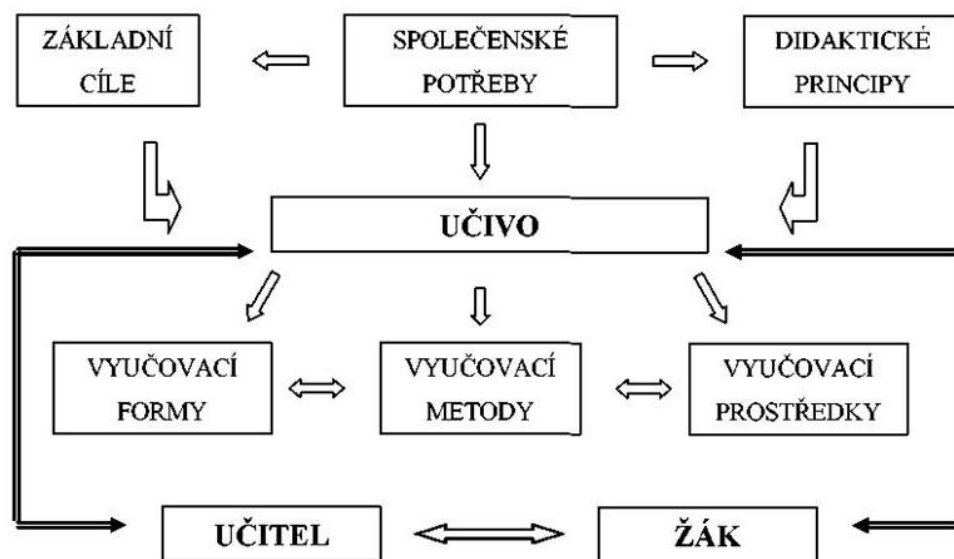 ZÁKLADNÍ
CÍLE
SPOLEČENSKÉ
POTŘEBY
DIDAKTICKÉ
PRINCIPY
UČIVO
VYUČOVACÍ
FORMY
VYUČOVACÍ
METODY
VYUČOVACÍ
PROSTŘEDKY
UČITEL
ŽÁK